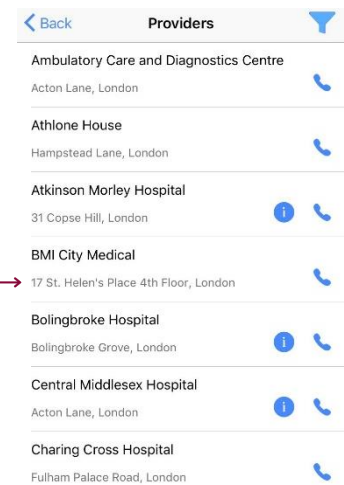 Back Providers
Ambulatory Care and Diagnostics Centre
Acton Lane, London
Athlone House
Hampstead Lane, London
Atkinson Morley Hospital
31 Copse Hill, London
BMI City Medical
17 St. Helen's Place 4th Floor, London
Bolingbroke Hospital
Bolingbroke Grove, London
Central Middlesex Hospital
Acton Lane, London
Charing Cross Hospital
Fulham Palace Road, London